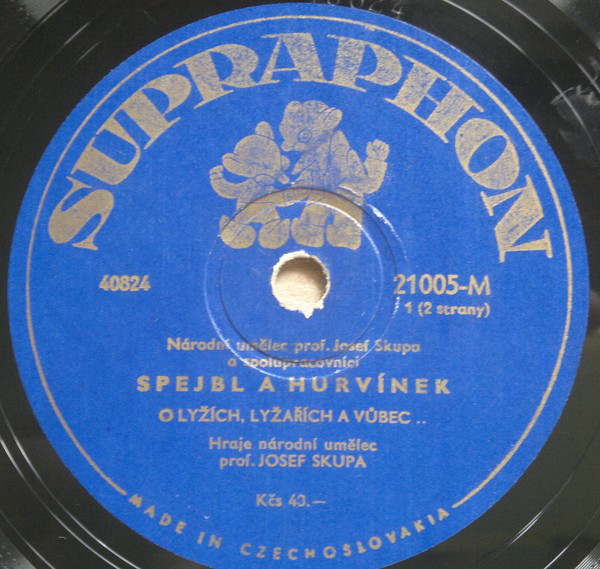 SUPRAPHON
40824
21005-M
1 (2 strany)
Národní umělec prof. Josef Skupa
a spolupracovníci
SPEJBL A HURVÍNEK
O LYŽÍCH, LYŽAŘÍCH A VŮBEC ..
Hraje národní umělec
prof. JOSEF SKUPA
Kčs 40.—
MADE IN CZECHOSLOVAKIA